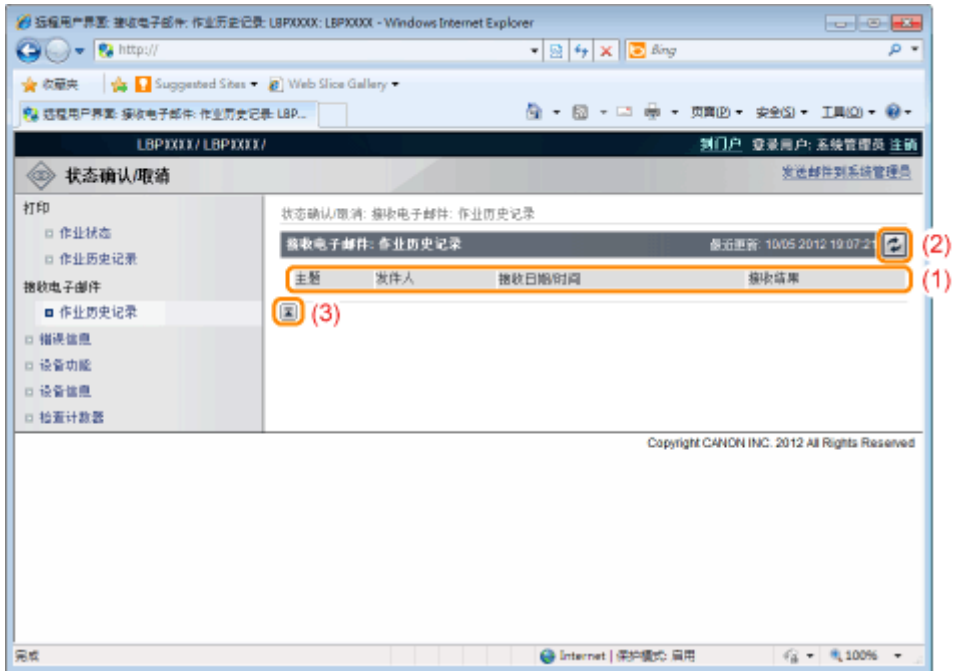 远程用户界面: 接收电子邮件: 作业历史记录: LBPXXXX: LBPXXXX - Windows Internet Explorer
http://
Bing
收藏夹 Suggested Sites Web Slice Gallery
远程用户界面: 接收电子邮件: 作业历史记录: LBP...
页面(P) 安全(S) 工具(O)
LBPXXXX / LBPXXXX /
到门户 登录用户: 系统管理员 注销
状态确认/取消
发送邮件到系统管理员
打印
作业状态
作业历史记录
接收电子邮件
作业历史记录
错误信息
设备功能
设备信息
检查计数器
状态确认/取消: 接收电子邮件: 作业历史记录
接收电子邮件: 作业历史记录
最近更新: 10/05 2012 19:07:21
(2)
主题 发件人 接收日期/时间 接收结果
(1)
(3)
Copyright CANON INC. 2012 All Rights Reserved
完成
Internet | 保护模式: 启用
100%